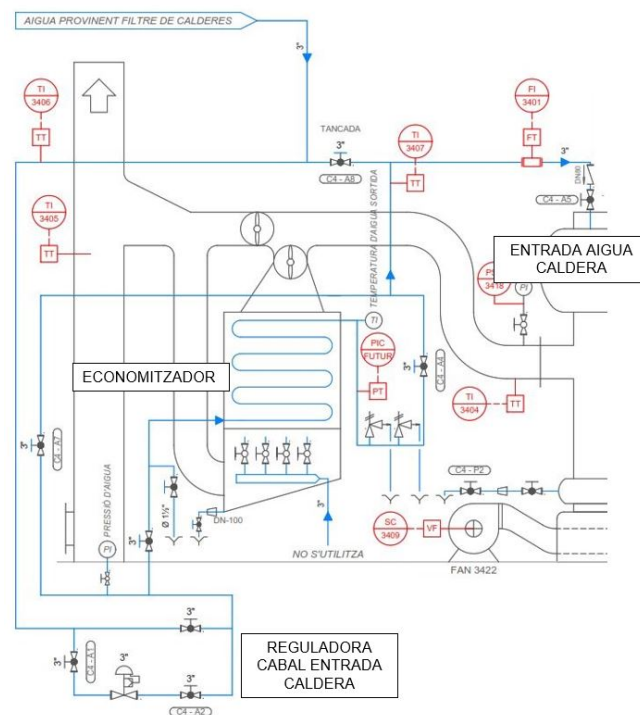 AIGUA PROVINENT FILTRE DE CALDERES
3"
TI
3406
TT
TANCADA
3"
C4 - A8
TI
3407
TT
FI
3401
FT
3"
DN80
C4 - A5
TI
3405
TT
TEMPERATURA D'AIGUA SORTIDA
ENTRADA AIGUA
CALDERA
3418
PI
TI
ECONOMITZADOR
PIC
FUTUR
PT
3"
C4 - A4
TI
3404
TT
3"
C4 - A7
PRESSIÓ D'AIGUA
PI
3"
Ø 1½"
DN-100
3"
NO S'UTILITZA
C4 - P2
SC
3409
VF
FAN 3422
3"
C4 - A1
3"
3"
3"
C4 - A2
REGULADORA
CABAL ENTRADA
CALDERA